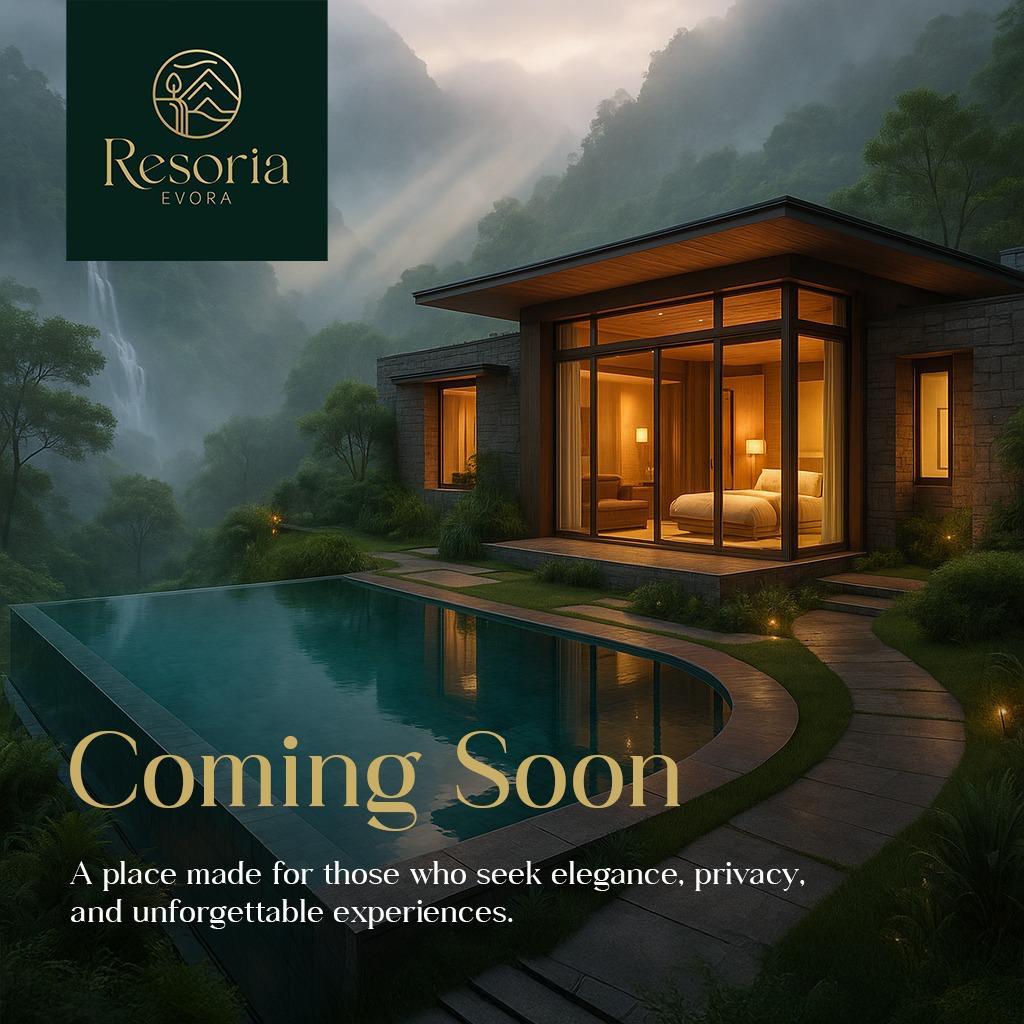 Resoria
EVORA
Coming Soon
A place made for those who seek elegance, privacy,
and unforgettable experiences.